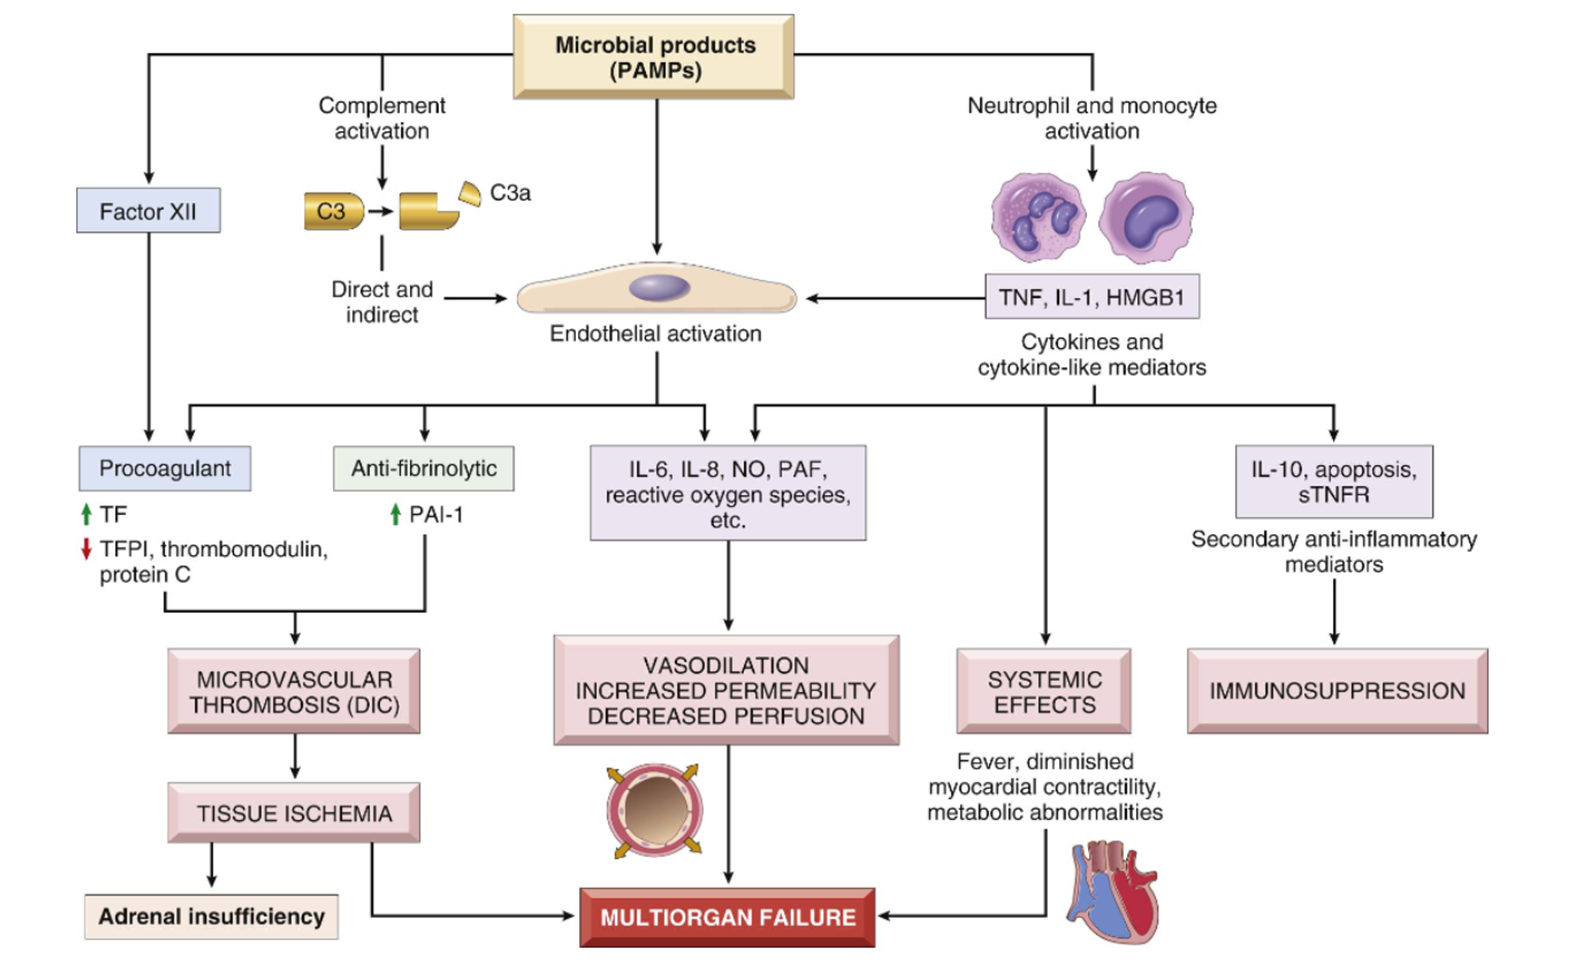 Microbial products
(PAMPs)
Complement
activation
Neutrophil and monocyte
activation
Factor XII
C3
C3a
Direct and
indirect
Endothelial activation
TNF, IL-1, HMGB1
Cytokines and
cytokine-like mediators
Procoagulant
TF
TFPI, thrombomodulin,
protein C
Anti-fibrinolytic
PAI-1
IL-6, IL-8, NO, PAF,
reactive oxygen species,
etc.
IL-10, apoptosis,
sTNFR
Secondary anti-inflammatory
mediators
MICROVASCULAR
THROMBOSIS (DIC)
VASODILATION
INCREASED PERMEABILITY
DECREASED PERFUSION
SYSTEMIC
EFFECTS
IMMUNOSUPPRESSION
Fever, diminished
myocardial contractility,
metabolic abnormalities
TISSUE ISCHEMIA
Adrenal insufficiency
MULTIORGAN FAILURE